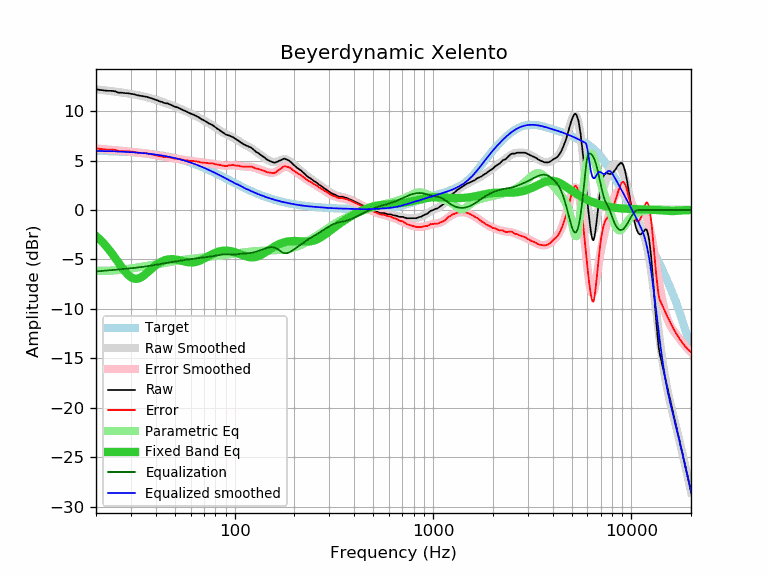 Beyerdynamic Xelento
10
5
0
−5
−10
−15
−20
−25
−30
Amplitude (dBr)
Target
Raw Smoothed
Error Smoothed
Raw
Error
Parametric Eq
Fixed Band Eq
Equalization
Equalized smoothed
100 1000 10000
Frequency (Hz)